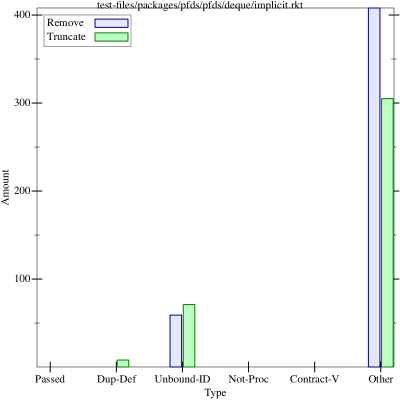 test-files/packages/pfds/pfds/deque/implicit.rkt
Remove
Truncate
400
300
200
100
Amount
Passed Dup-Def Unbound-ID Not-Proc Contract-V Other
Type